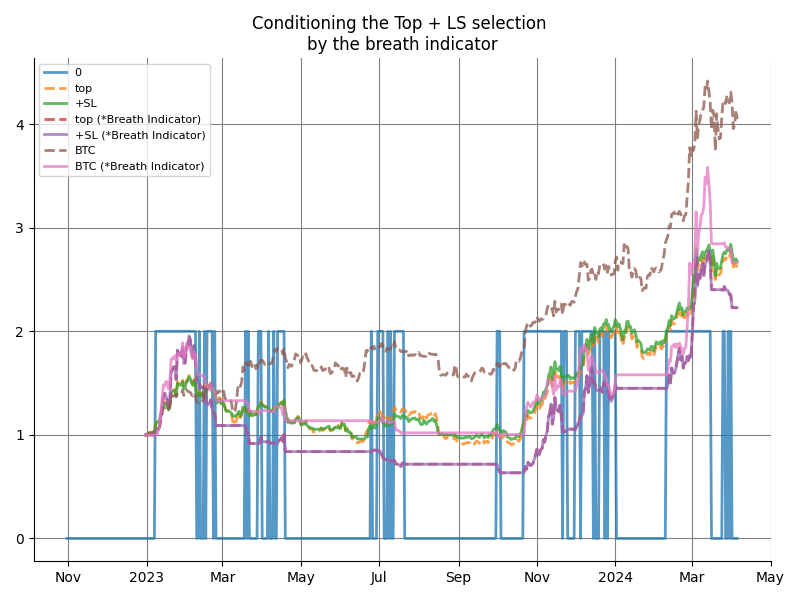 Conditioning the Top + LS selection
by the breath indicator
0
top
+SL
top (*Breath Indicator)
+SL (*Breath Indicator)
BTC
BTC (*Breath Indicator)
4
3
2
1
0
Nov
2023
Mar
May
Jul
Sep
Nov
2024
Mar
May